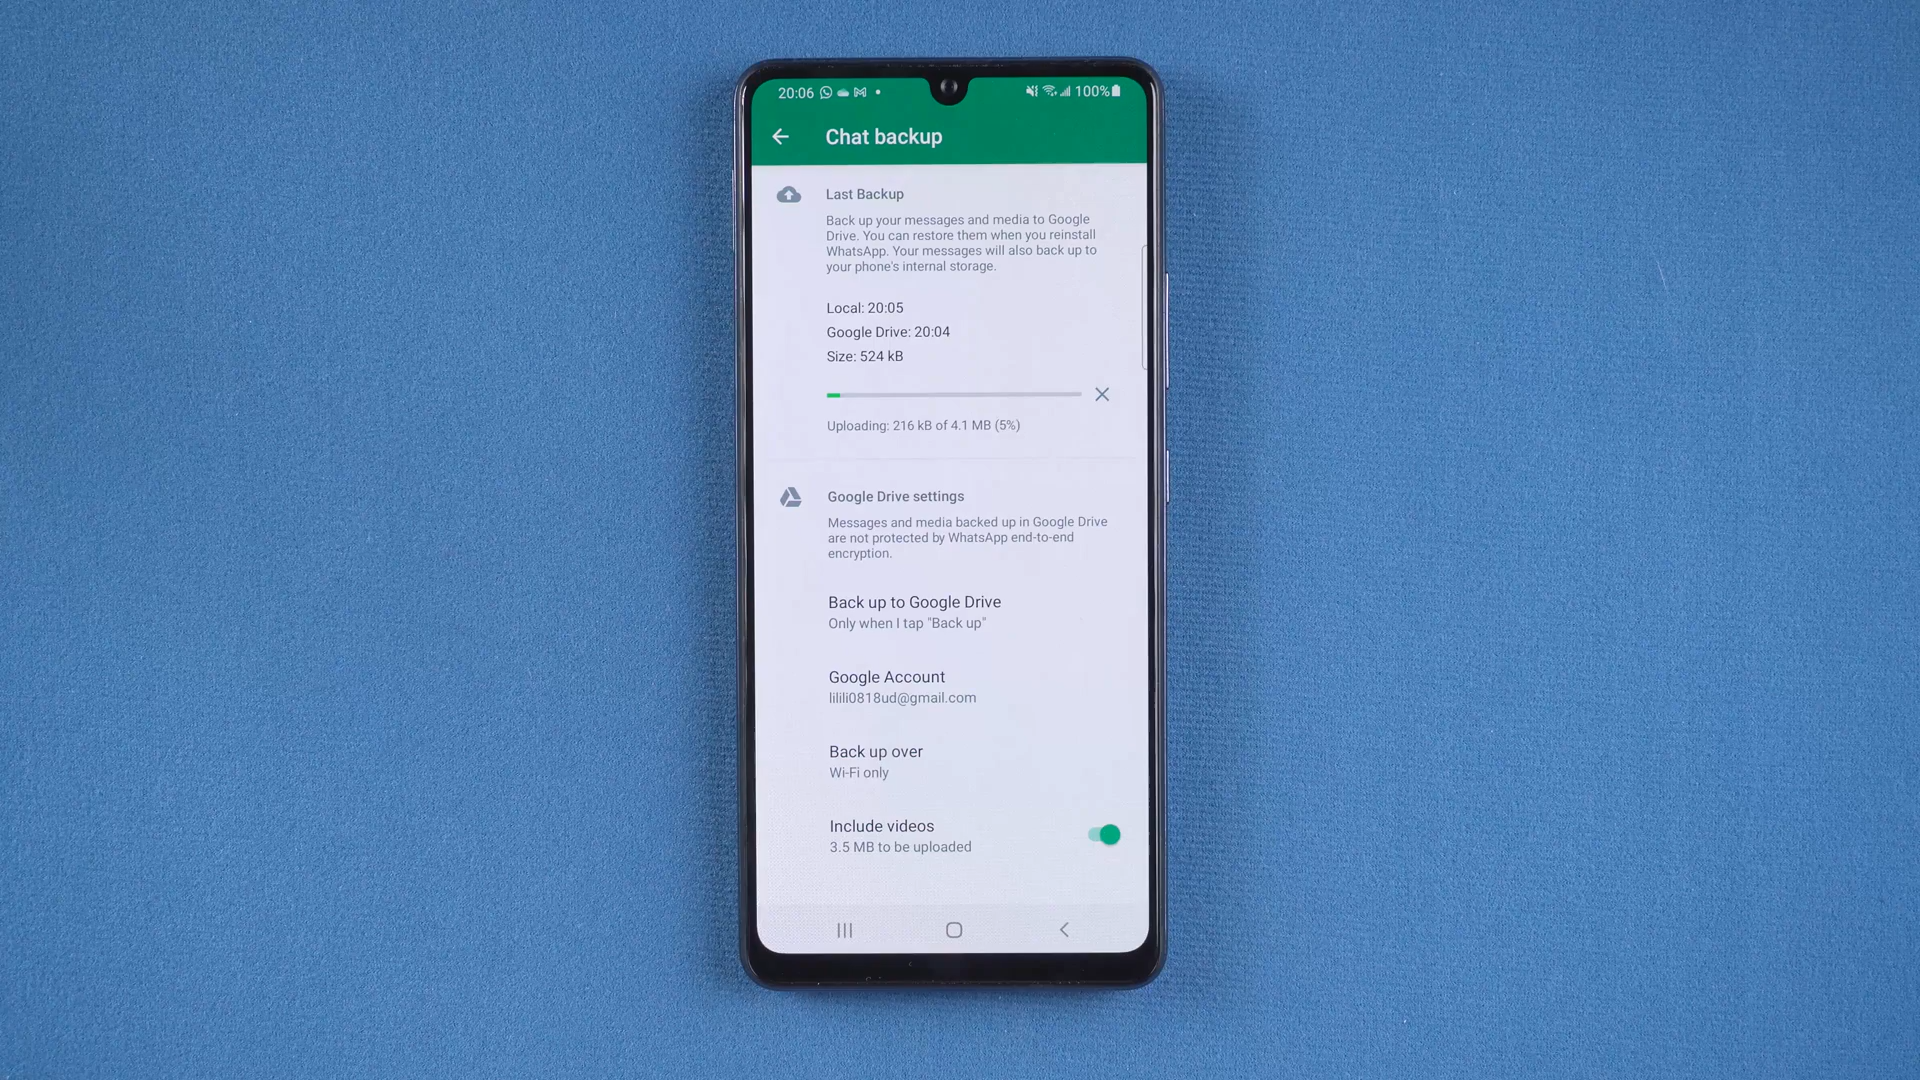 20:06
100%
Chat backup
Last Backup
Back up your messages and media to Google
Drive. You can restore them when you reinstall
WhatsApp. Your messages will also back up to
your phone's internal storage.
Local: 20:05
Google Drive: 20:04
Size: 524 kB
Uploading: 216 kB of 4.1 MB (5%)
Google Drive settings
Messages and media backed up in Google Drive
are not protected by WhatsApp end-to-end
encryption.
Back up to Google Drive
Only when I tap "Back up"
Google Account
lilili0818ud@gmail.com
Back up over
Wi-Fi only
Include videos
3.5 MB to be uploaded